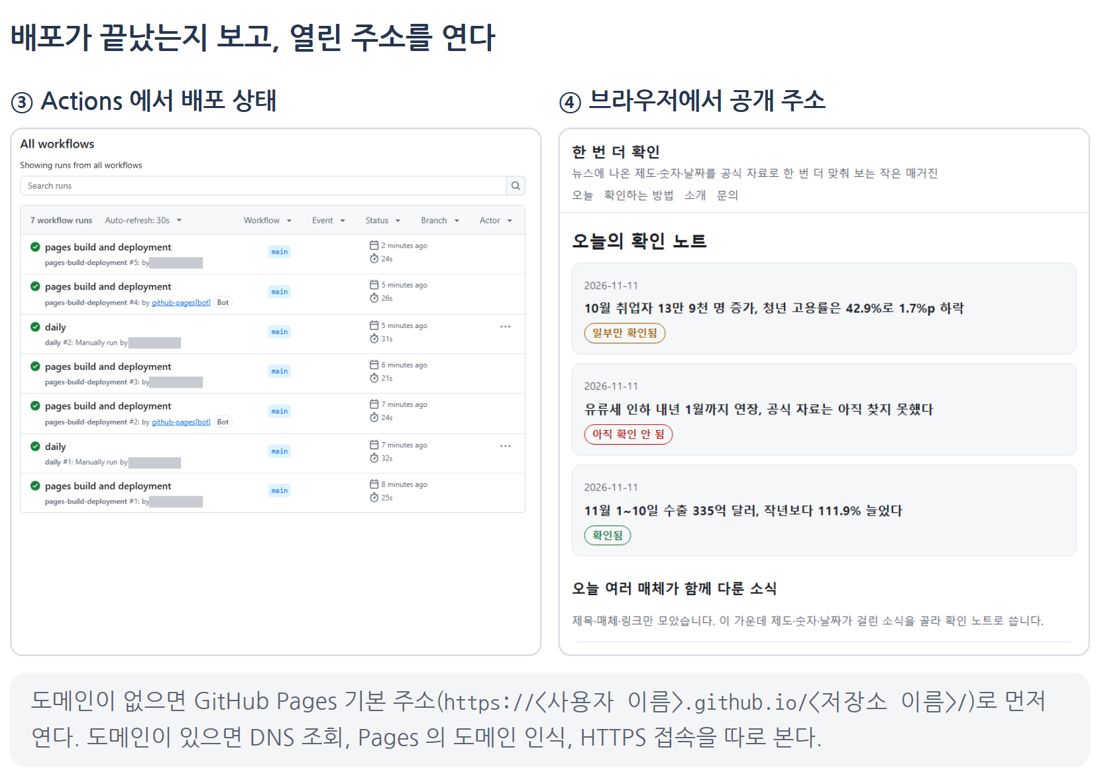 배포가 끝났는지 보고, 열린 주소를 연다
③ Actions 에서 배포 상태
All workflows
Showing runs from all workflows
Search runs
7 workflow runs Auto-refresh: 30s Workflow Event Status Branch Actor
pages build and deployment main 2 minutes ago
pages-build-deployment #5: by 24s
pages build and deployment main 5 minutes ago
pages-build-deployment #4: by github-pages[bot] Bot 26s
daily main 5 minutes ago ...
daily #2: Manually run by 31s
pages build and deployment main 6 minutes ago
pages-build-deployment #3: by 21s
pages build and deployment main 7 minutes ago
pages-build-deployment #2: by github-pages[bot] Bot 24s
daily main 7 minutes ago ...
daily #1: Manually run by 32s
pages build and deployment main 8 minutes ago
pages-build-deployment #1: by 25s
④ 브라우저에서 공개 주소
한 번 더 확인
뉴스에 나온 제도·숫자·날짜를 공식 자료로 한 번 더 맞춰 보는 작은 매거진
오늘 확인하는 방법 소개 문의
오늘의 확인 노트
2026-11-11
10월 취업자 13만 9천 명 증가, 청년 고용률은 42.9%로 1.7%p 하락
일부만 확인됨
2026-11-11
유류세 인하 내년 1월까지 연장, 공식 자료는 아직 찾지 못했다
아직 확인 안 됨
2026-11-11
11월 1~10일 수출 335억 달러, 작년보다 111.9% 늘었다
확인됨
오늘 여러 매체가 함께 다룬 소식
제목·매체·링크만 모았습니다. 이 가운데 제도·숫자·날짜가 걸린 소식을 골라 확인 노트로 씁니다.
도메인이 없으면 GitHub Pages 기본 주소(https://〈사용자 이름〉.github.io/〈저장소 이름〉/)로 먼저
연다. 도메인이 있으면 DNS 조회, Pages 의 도메인 인식, HTTPS 접속을 따로 본다.